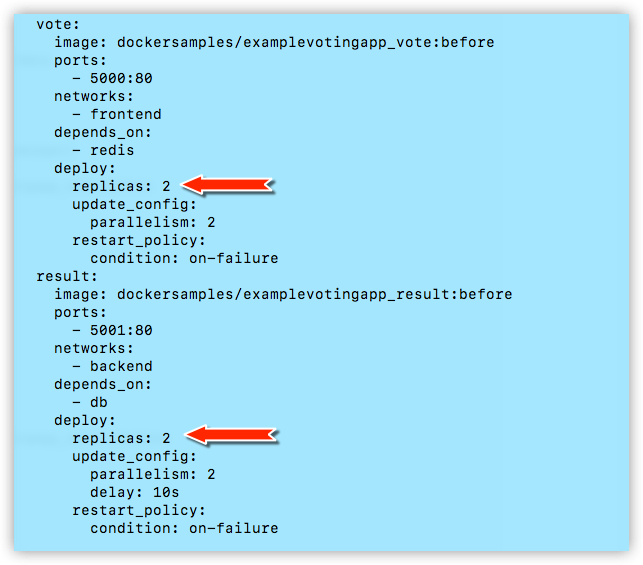 vote:
  image: dockersamples/examplevotingapp_vote:before
  ports:
    - 5000:80
  networks:
    - frontend
  depends_on:
    - redis
  deploy:
    replicas: 2
    update_config:
      parallelism: 2
    restart_policy:
      condition: on-failure
result:
  image: dockersamples/examplevotingapp_result:before
  ports:
    - 5001:80
  networks:
    - backend
  depends_on:
    - db
  deploy:
    replicas: 2
    update_config:
      parallelism: 2
      delay: 10s
    restart_policy:
      condition: on-failure